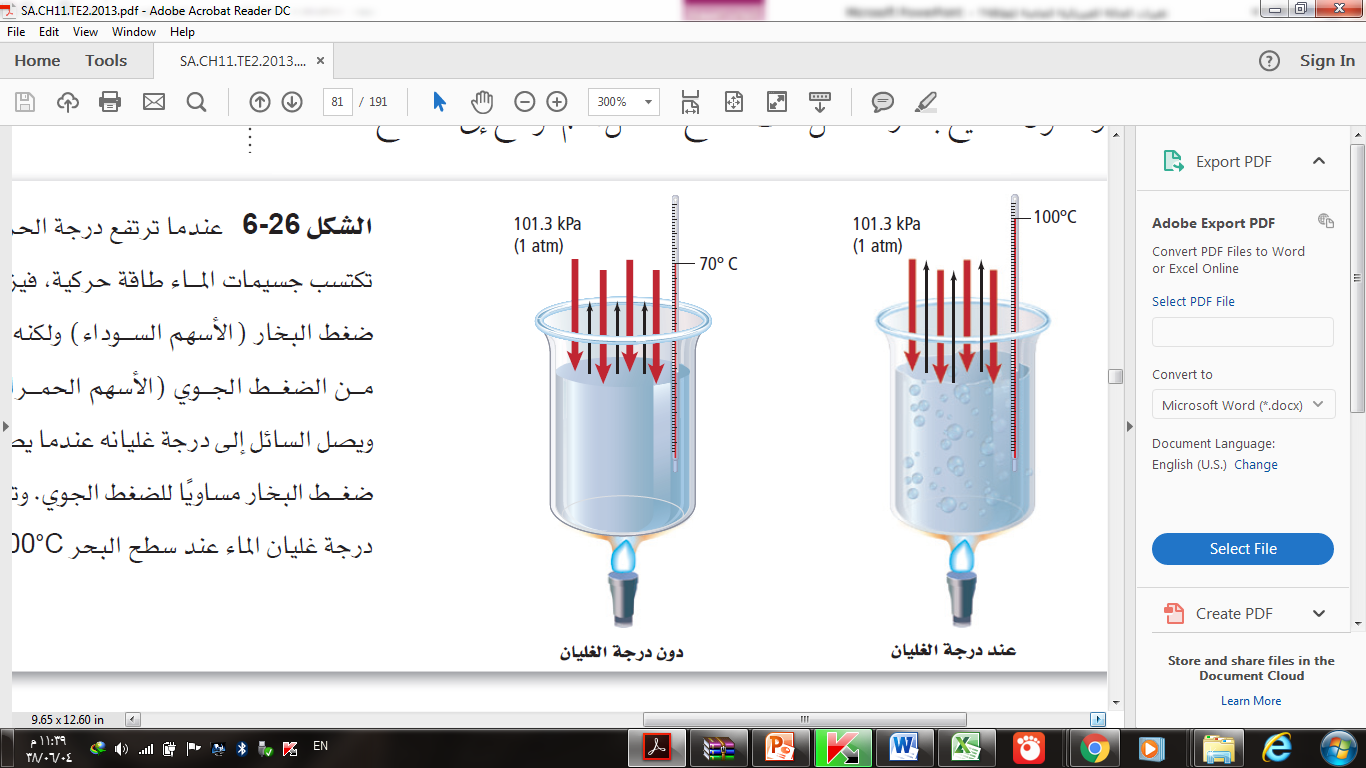 SA.CH11.TE2.2013.pdf - Adobe Acrobat Reader DC
File Edit View Window Help
Home Tools SA.CH11.TE2.2013.... × ? Sign In
81 / 191 300%
الشكل 26-6 عندما ترتفع درجة الحر
تكتسب جسيمات الماء طاقة حركية، فيز
ضغط البخار (الأسهم السوداء) ولكنه
من الضغط الجوي (الأسهم الحمر
ويصل السائل إلى درجة غليانه عندما يص
ضغط البخار مساويًا للضغط الجوي. وت
درجة غليان الماء عند سطح البحر 00°C
101.3 kPa
(1 atm)
70° C
دون درجة الغليان
101.3 kPa
(1 atm)
100°C
عند درجة الغليان
Export PDF
Adobe Export PDF
Convert PDF Files to Word
or Excel Online
Select PDF File
Convert to
Microsoft Word (*.docx)
Document Language:
English (U.S.) Change
Select File
Create PDF
Store and share files in the
Document Cloud
Learn More
9.65 x 12.60 in
EN
١١:٣٩ م
٣٨/٠٦/٠٤